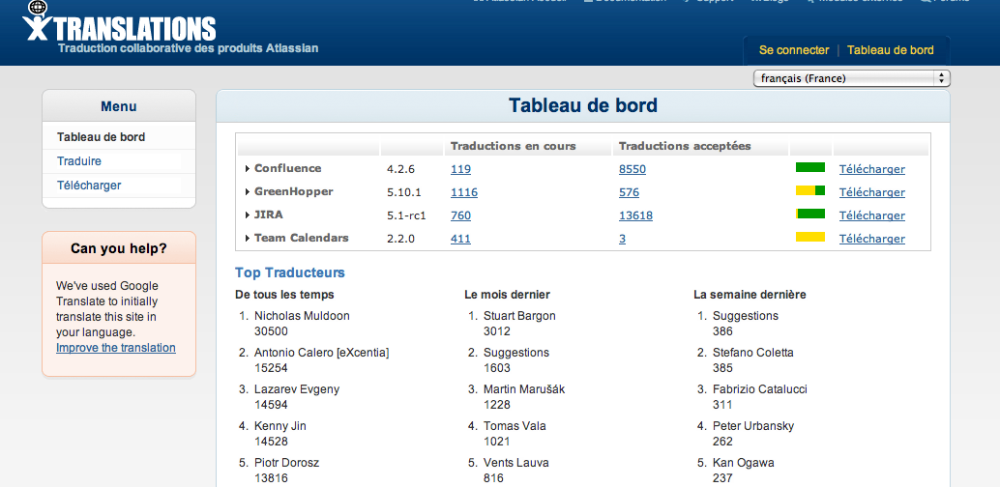 TRANSLATIONS
Traduction collaborative des produits Atlassian
Se connecter | Tableau de bord
français (France)
Menu
Tableau de bord
Traduire
Télécharger
Can you help?
We've used Google
Translate to initially
translate this site in
your language.
Improve the translation
Tableau de bord
Traductions en cours Traductions acceptées
Confluence 4.2.6 119 8550 Télécharger
GreenHopper 5.10.1 1116 576 Télécharger
JIRA 5.1-rc1 760 13618 Télécharger
Team Calendars 2.2.0 411 3 Télécharger
Top Traducteurs
De tous les temps
1. Nicholas Muldoon
30500
2. Antonio Calero [eXcentia]
15254
3. Lazarev Evgeny
14594
4. Kenny Jin
14528
5. Piotr Dorosz
13816
Le mois dernier
1. Stuart Bargon
3012
2. Suggestions
1603
3. Martin Marušák
1228
4. Tomas Vala
1021
5. Vents Lauva
816
La semaine dernière
1. Suggestions
386
2. Stefano Coletta
385
3. Fabrizio Catalucci
311
4. Peter Urbansky
262
5. Kan Ogawa
237